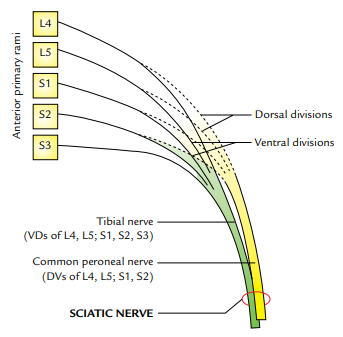 Anterior primary rami
L4
L5
S1
S2
S3
Dorsal divisions
Ventral divisions
Tibial nerve
(VDs of L4, L5; S1, S2, S3)
Common peroneal nerve
(DVs of L4, L5; S1, S2)
SCIATIC NERVE